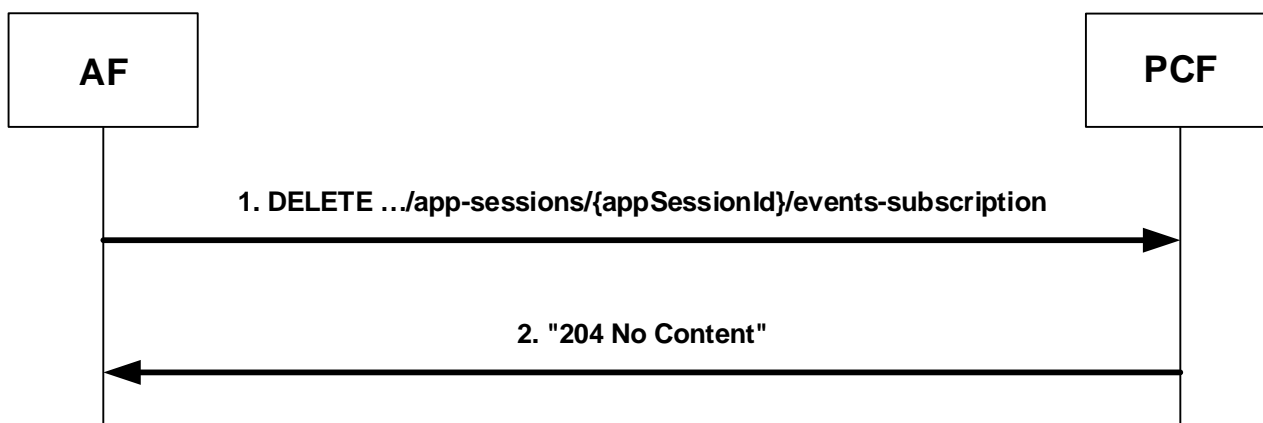 AF
PCF
1. DELETE …/app-sessions/{appSessionId}/events-subscription
2. "204 No Content"